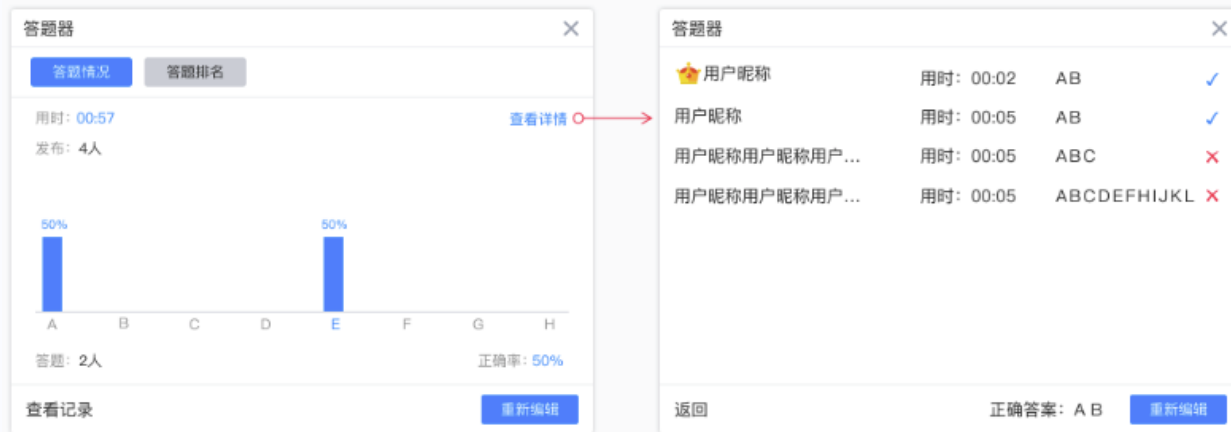 答题器
答题情况 答题排名
用时：00:57 查看详情
发布：4人
50% 50%
A B C D E F G H
答题：2人 正确率：50%
查看记录 重新编辑
答题器
用户昵称 用时：00:02 AB
用户昵称 用时：00:05 AB
用户昵称用户昵称用户... 用时：00:05 ABC
用户昵称用户昵称用户... 用时：00:05 ABCDEFHIJKL
返回 正确答案：A B 重新编辑